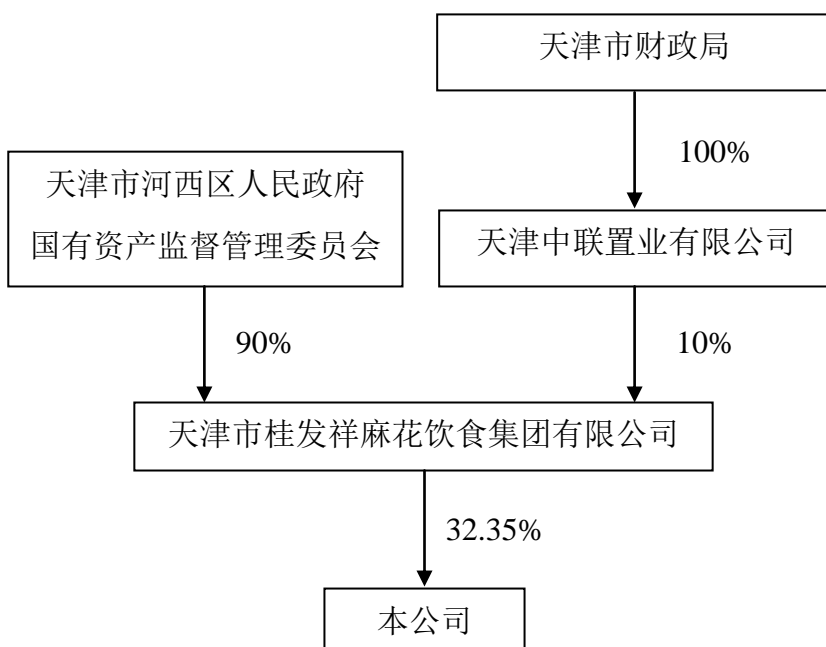 天津市财政局
100%
天津市河西区人民政府
国有资产监督管理委员会
天津中联置业有限公司
90%
10%
天津市桂发祥麻花饮食集团有限公司
32.35%
本公司